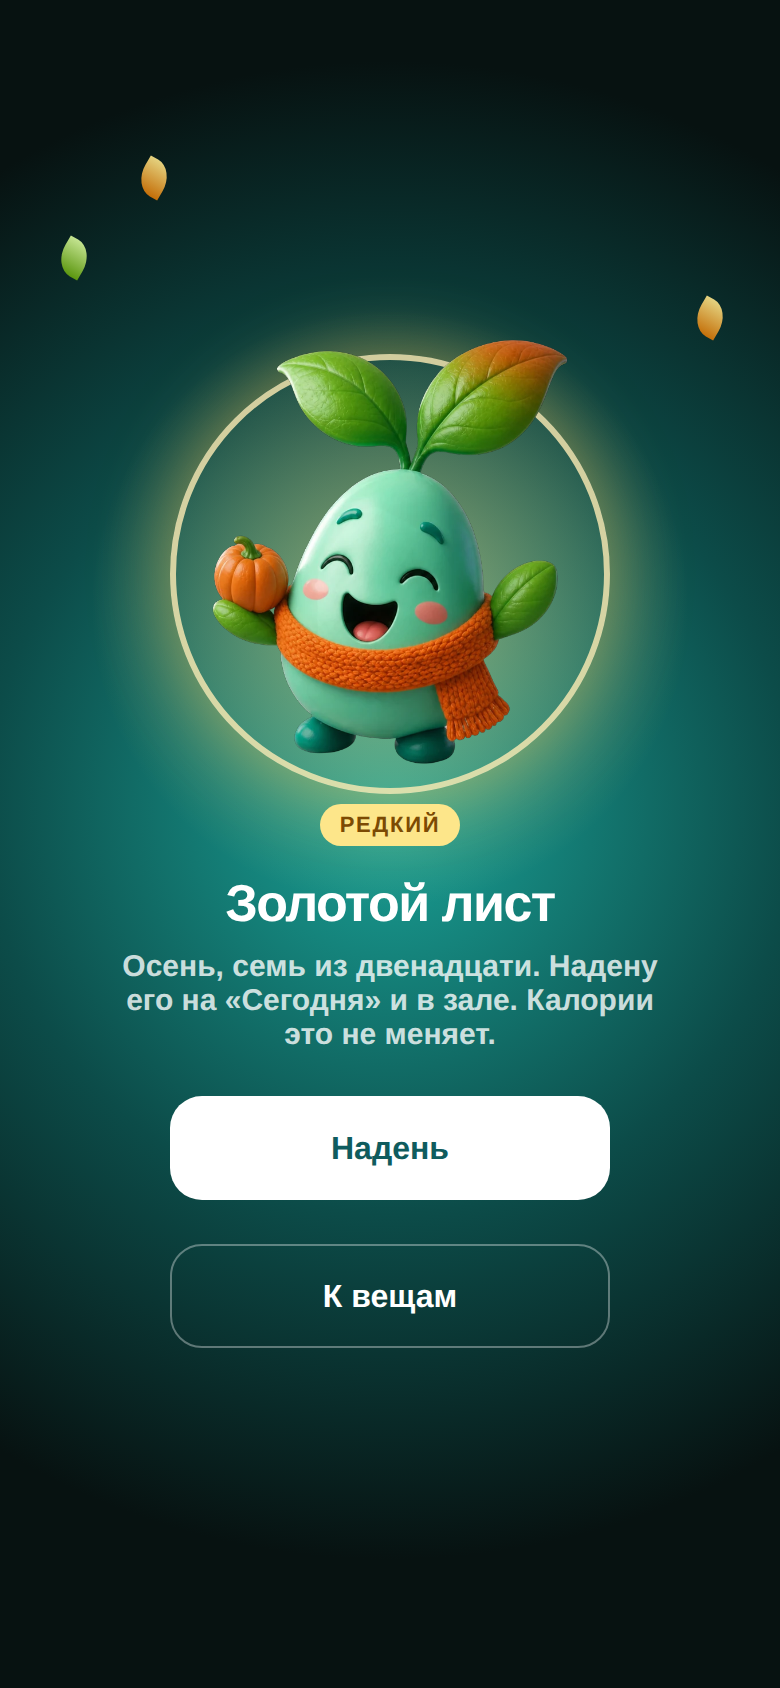 РЕДКИЙ
Золотой лист
Осень, семь из двенадцати. Надену
его на «Сегодня» и в зале. Калории
это не меняет.
Надень
К вещам